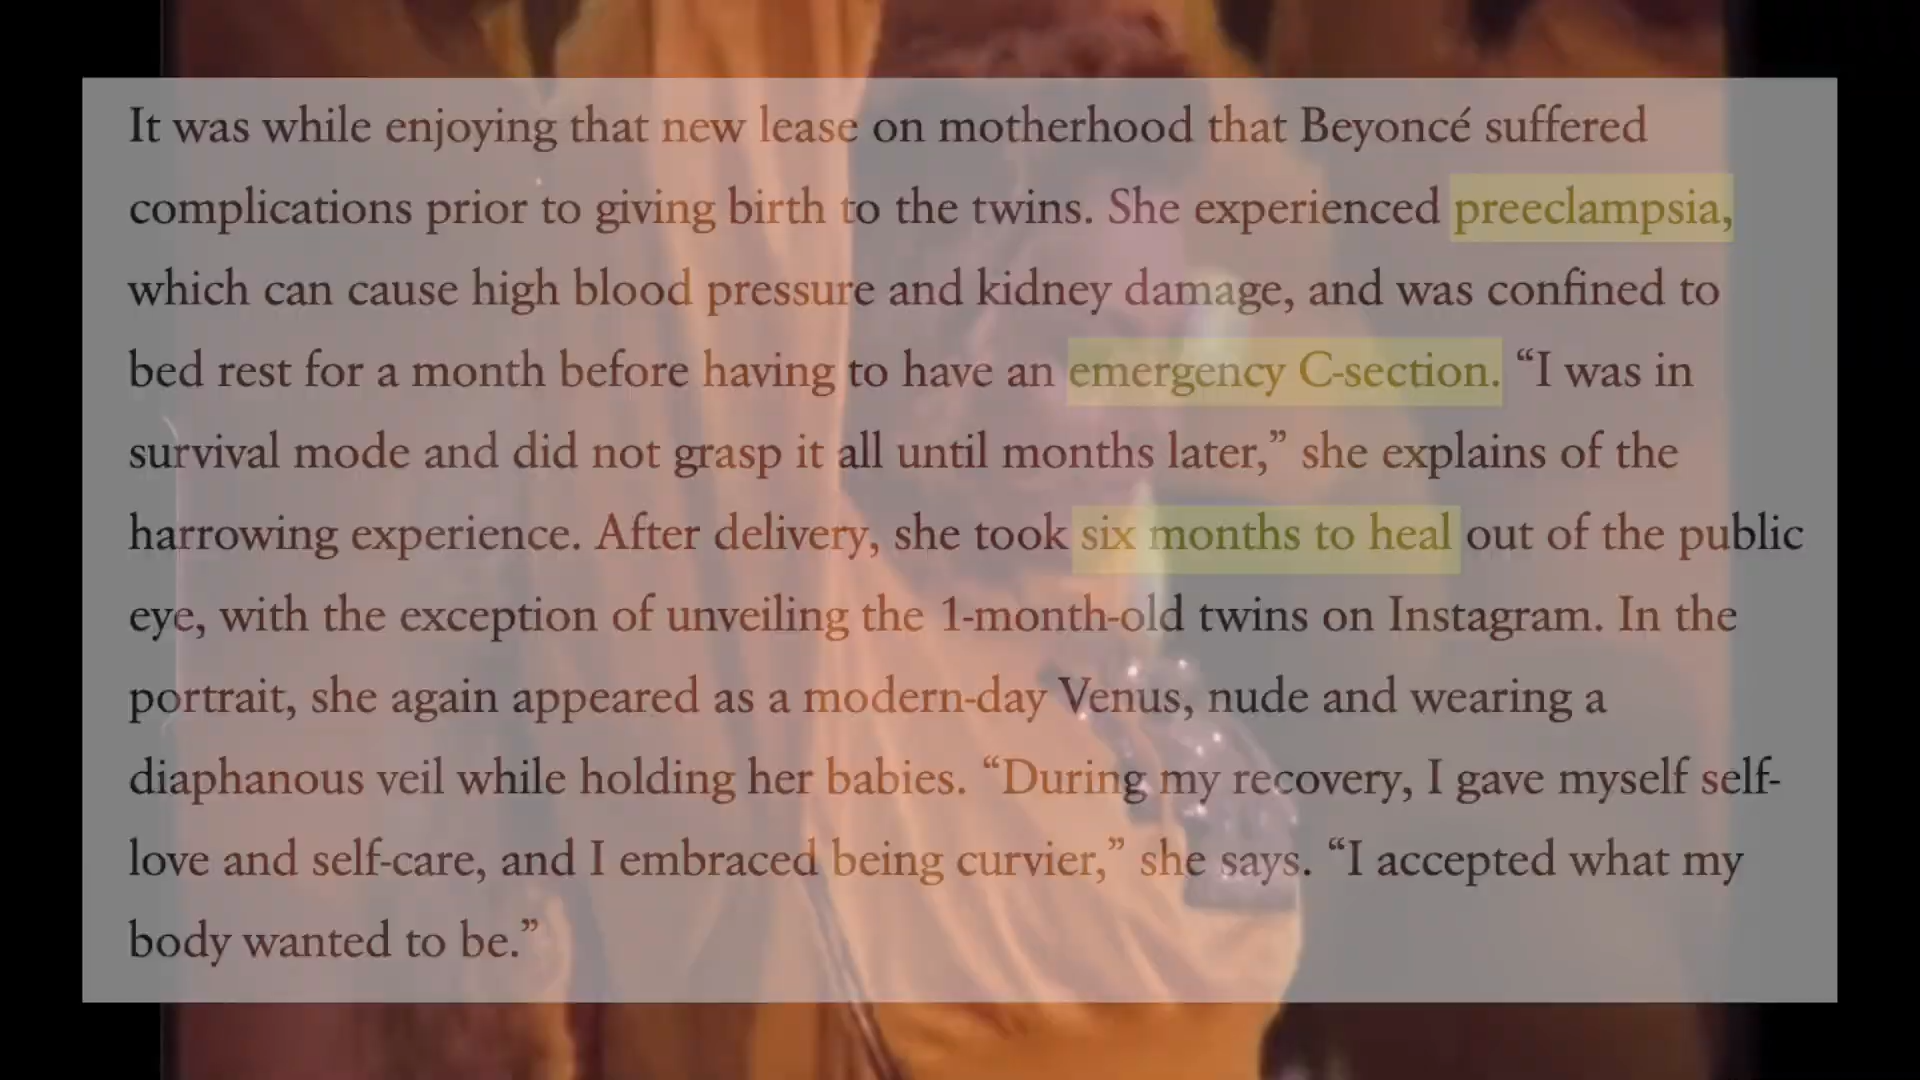 It was while enjoying that new lease on motherhood that Beyoncé suffered
complications prior to giving birth to the twins. She experienced preeclampsia,
which can cause high blood pressure and kidney damage, and was confined to
bed rest for a month before having to have an emergency C-section. “I was in
survival mode and did not grasp it all until months later,” she explains of the
harrowing experience. After delivery, she took six months to heal out of the public
eye, with the exception of unveiling the 1-month-old twins on Instagram. In the
portrait, she again appeared as a modern-day Venus, nude and wearing a
diaphanous veil while holding her babies. “During my recovery, I gave myself self-
love and self-care, and I embraced being curvier,” she says. “I accepted what my
body wanted to be.”